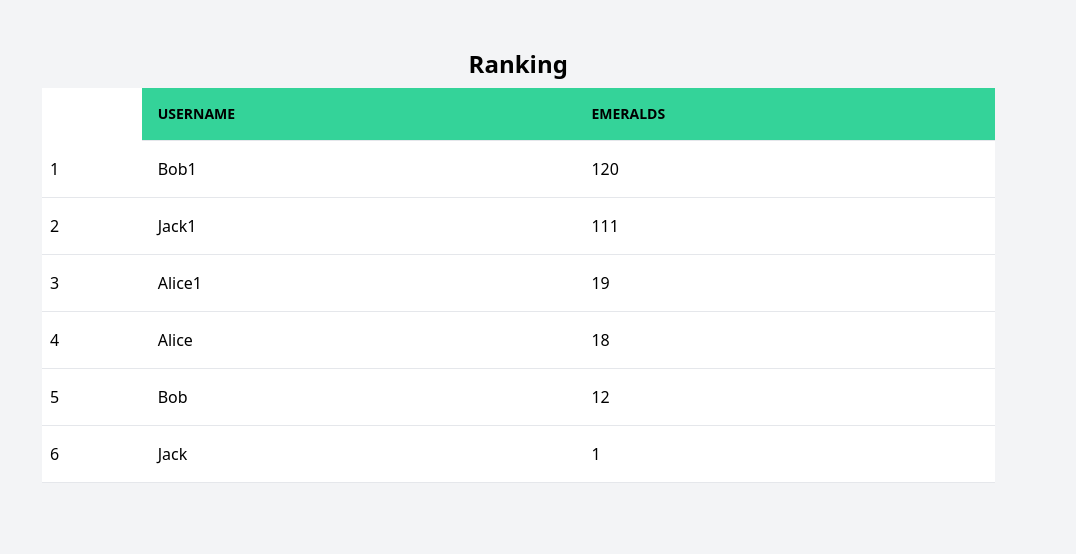 Ranking
USERNAME EMERALDS
1 Bob1 120
2 Jack1 111
3 Alice1 19
4 Alice 18
5 Bob 12
6 Jack 1